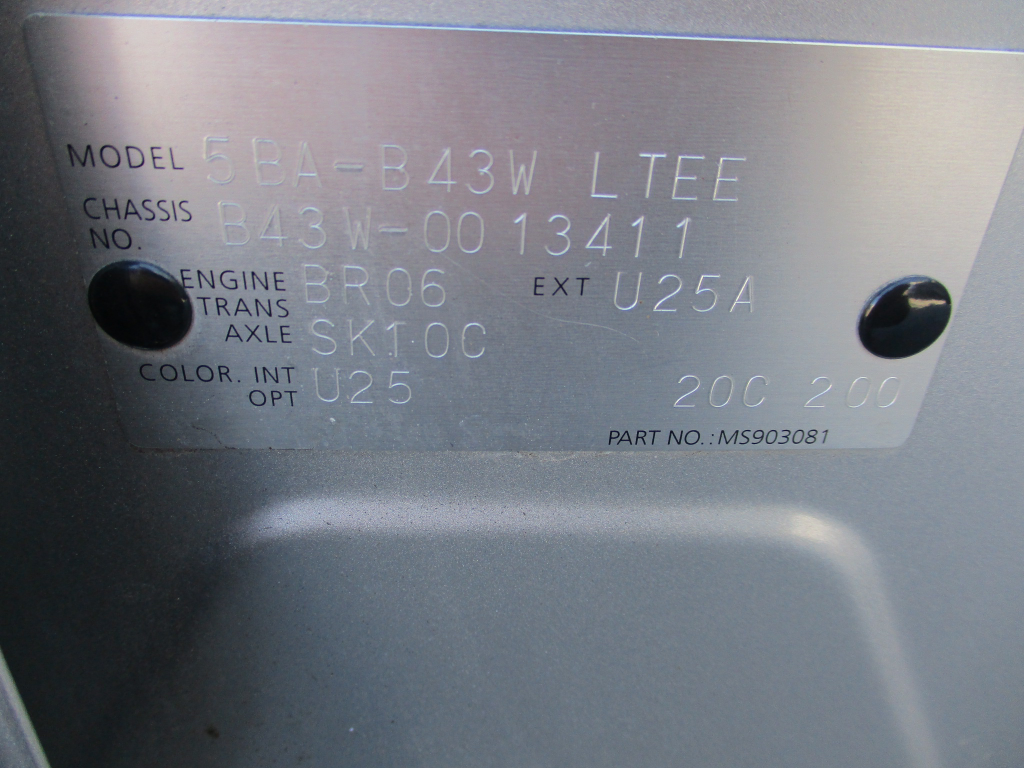 MODEL 5BA-B43W LTEE
CHASSIS NO. B43W-0013411
ENGINE BR06 EXT U25A
TRANS AXLE SK10C
COLOR. INT OPT U25 20C 200
PART NO.:MS903081